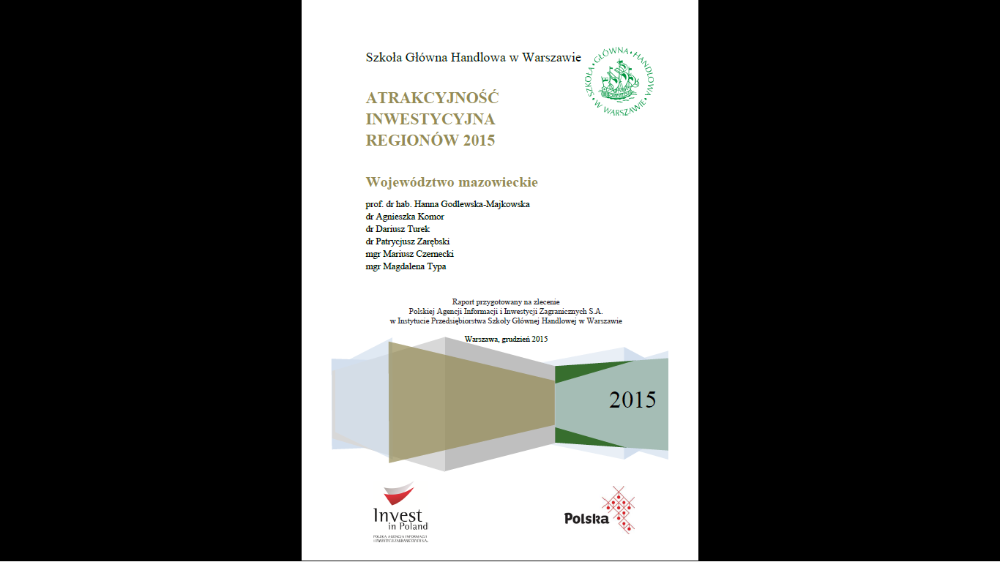 Szkoła Główna Handlowa w Warszawie
SZKOŁA • GŁÓWNA • HANDLOWA • W WARSZAWIE •
ATRAKCYJNOŚĆ
INWESTYCYJNA
REGIONÓW 2015
Województwo mazowieckie
prof. dr hab. Hanna Godlewska-Majkowska
dr Agnieszka Komor
dr Dariusz Turek
dr Patrycjusz Zarębski
mgr Mariusz Czernecki
mgr Magdalena Typa
Raport przygotowany na zlecenie
Polskiej Agencji Informacji i Inwestycji Zagranicznych S.A.
w Instytucie Przedsiębiorstwa Szkoły Głównej Handlowej w Warszawie
Warszawa, grudzień 2015
2015
Invest
in Poland
POLSKA AGENCJA INFORMACJI
I INWESTYCJI ZAGRANICZNYCH S.A.
Polska